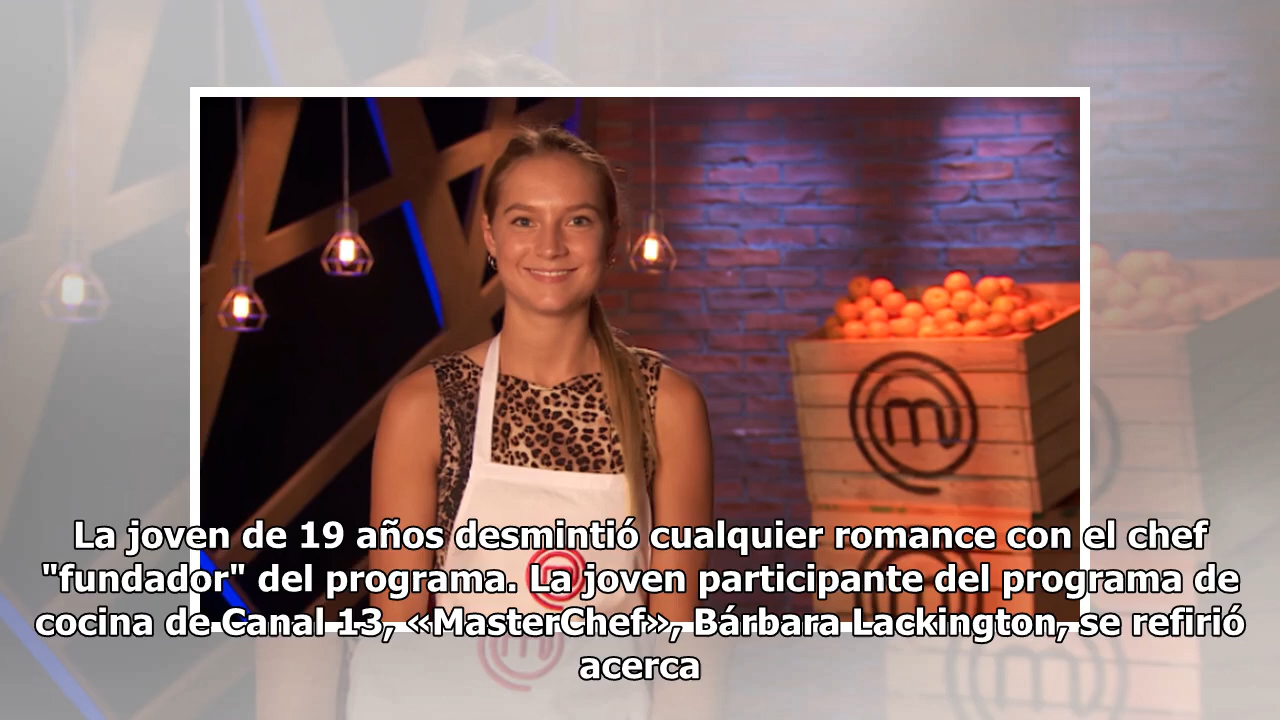 La joven de 19 años desmintió cualquier romance con el chef
"fundador" del programa. La joven participante del programa de
cocina de Canal 13, «MasterChef», Bárbara Lackington, se refirió
acerca
m